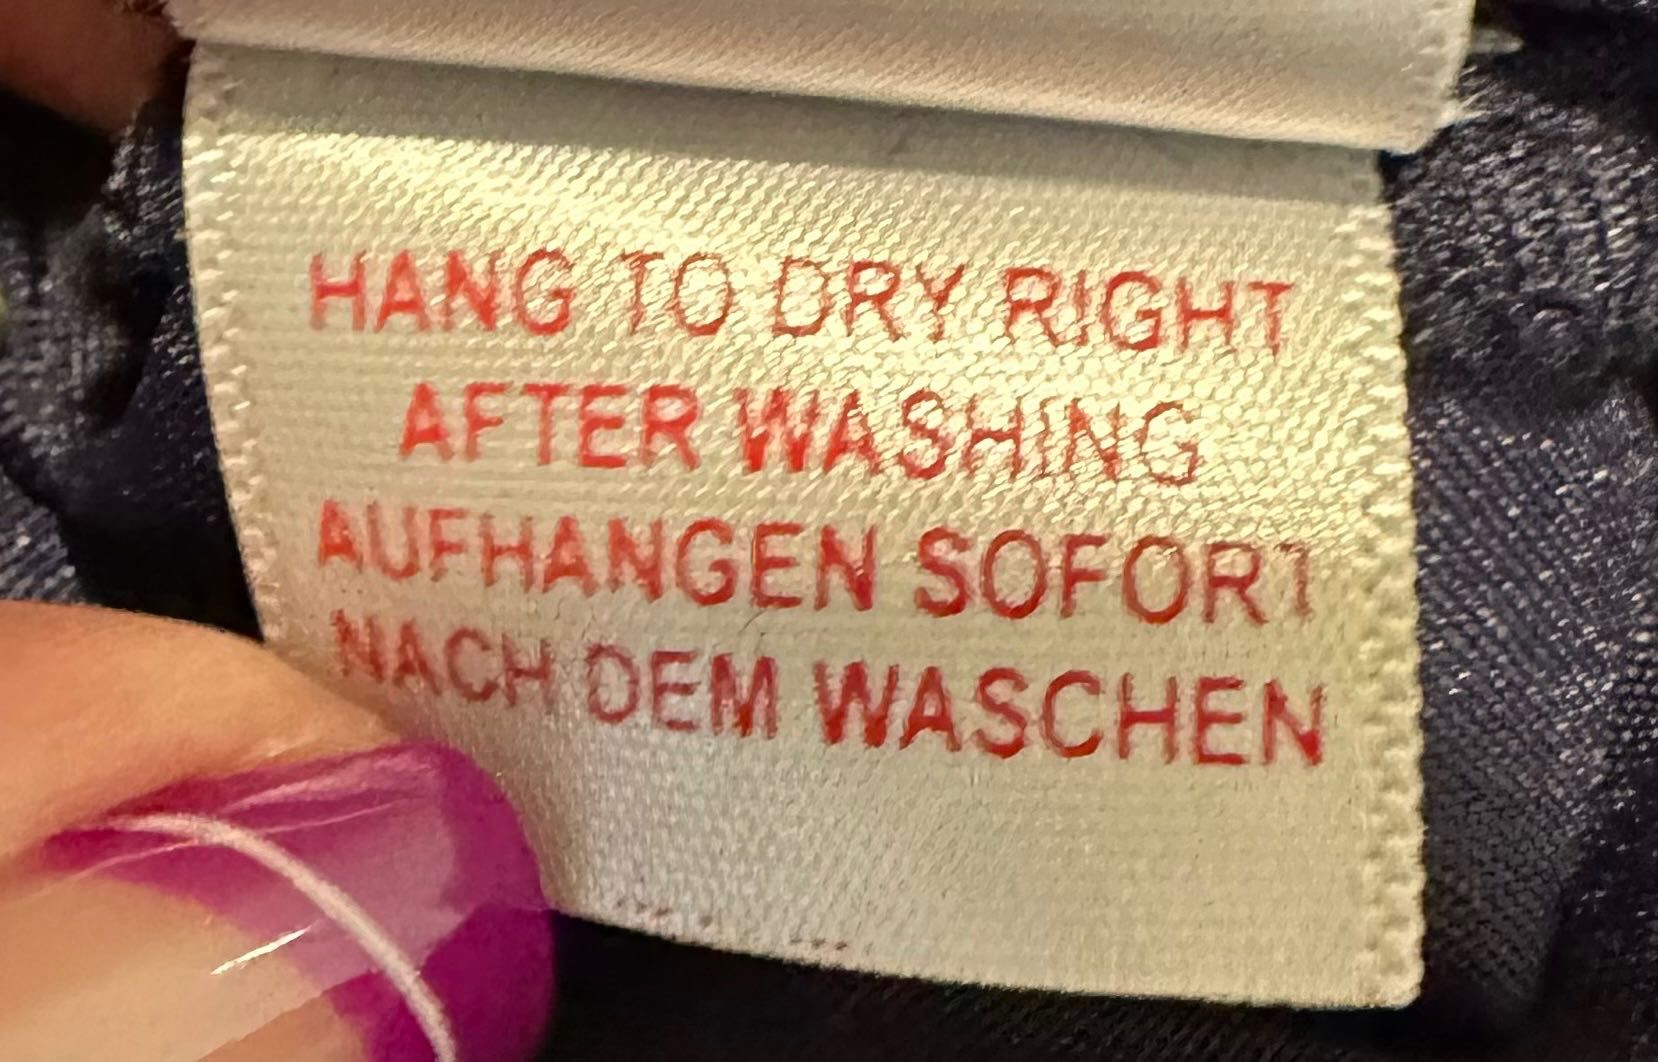 HANG TO DRY RIGHT
AFTER WASHING
AUFHANGEN SOFORT
NACH DEM WASCHEN